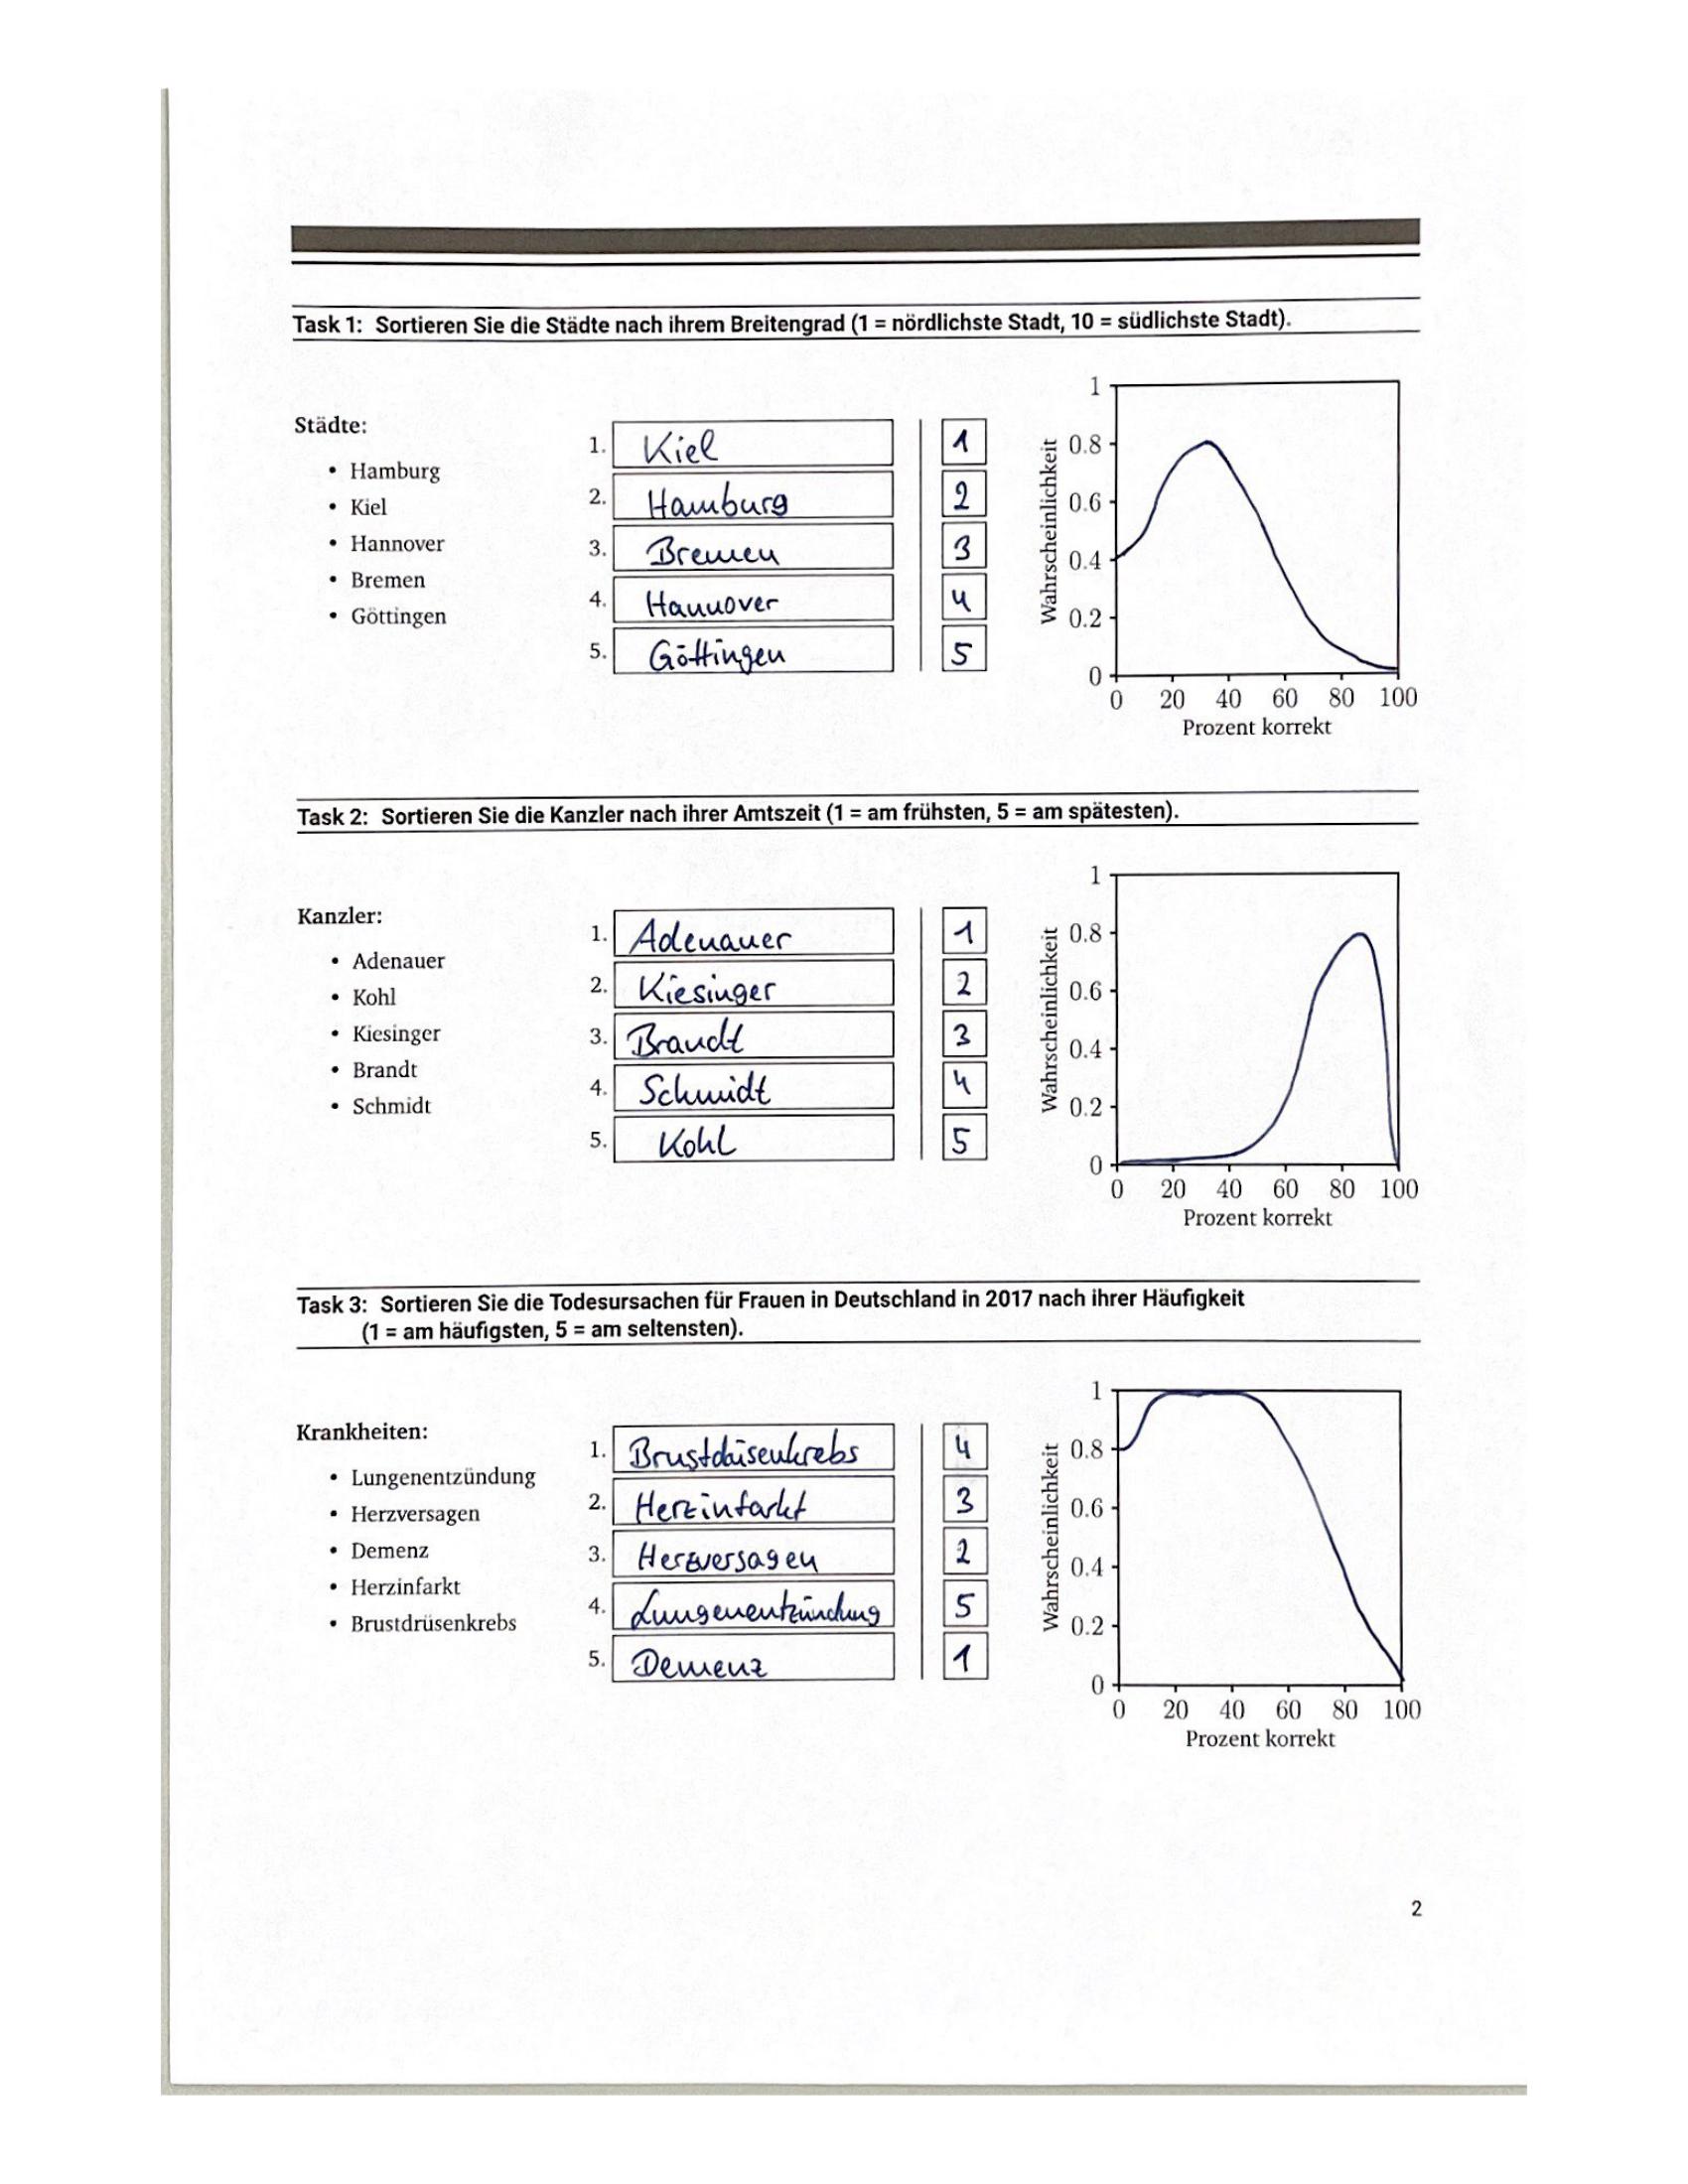 Task 1: Sortieren Sie die Städte nach ihrem Breitengrad (1 = nördlichste Stadt, 10 = südlichste Stadt).
Städte:
• Hamburg
• Kiel
• Hannover
• Bremen
• Göttingen
1. Kiel 1
2. Hamburg 2
3. Bremen 3
4. Hannover 4
5. Göttingen 5
1
0.8
0.6
0.4
0.2
0
Wahrscheinlichkeit
0 20 40 60 80 100
Prozent korrekt
Task 2: Sortieren Sie die Kanzler nach ihrer Amtszeit (1 = am frühsten, 5 = am spätesten).
Kanzler:
• Adenauer
• Kohl
• Kiesinger
• Brandt
• Schmidt
1. Adenauer 1
2. Kiesinger 2
3. Brandt 3
4. Schmidt 4
5. Kohl 5
1
0.8
0.6
0.4
0.2
0
Wahrscheinlichkeit
0 20 40 60 80 100
Prozent korrekt
Task 3: Sortieren Sie die Todesursachen für Frauen in Deutschland in 2017 nach ihrer Häufigkeit
(1 = am häufigsten, 5 = am seltensten).
Krankheiten:
• Lungenentzündung
• Herzversagen
• Demenz
• Herzinfarkt
• Brustdrüsenkrebs
1. Brustdrüsenkrebs 4
2. Herzinfarkt 3
3. Herzversagen 2
4. Lungenentzündung 5
5. Demenz 1
1
0.8
0.6
0.4
0.2
0
Wahrscheinlichkeit
0 20 40 60 80 100
Prozent korrekt
2